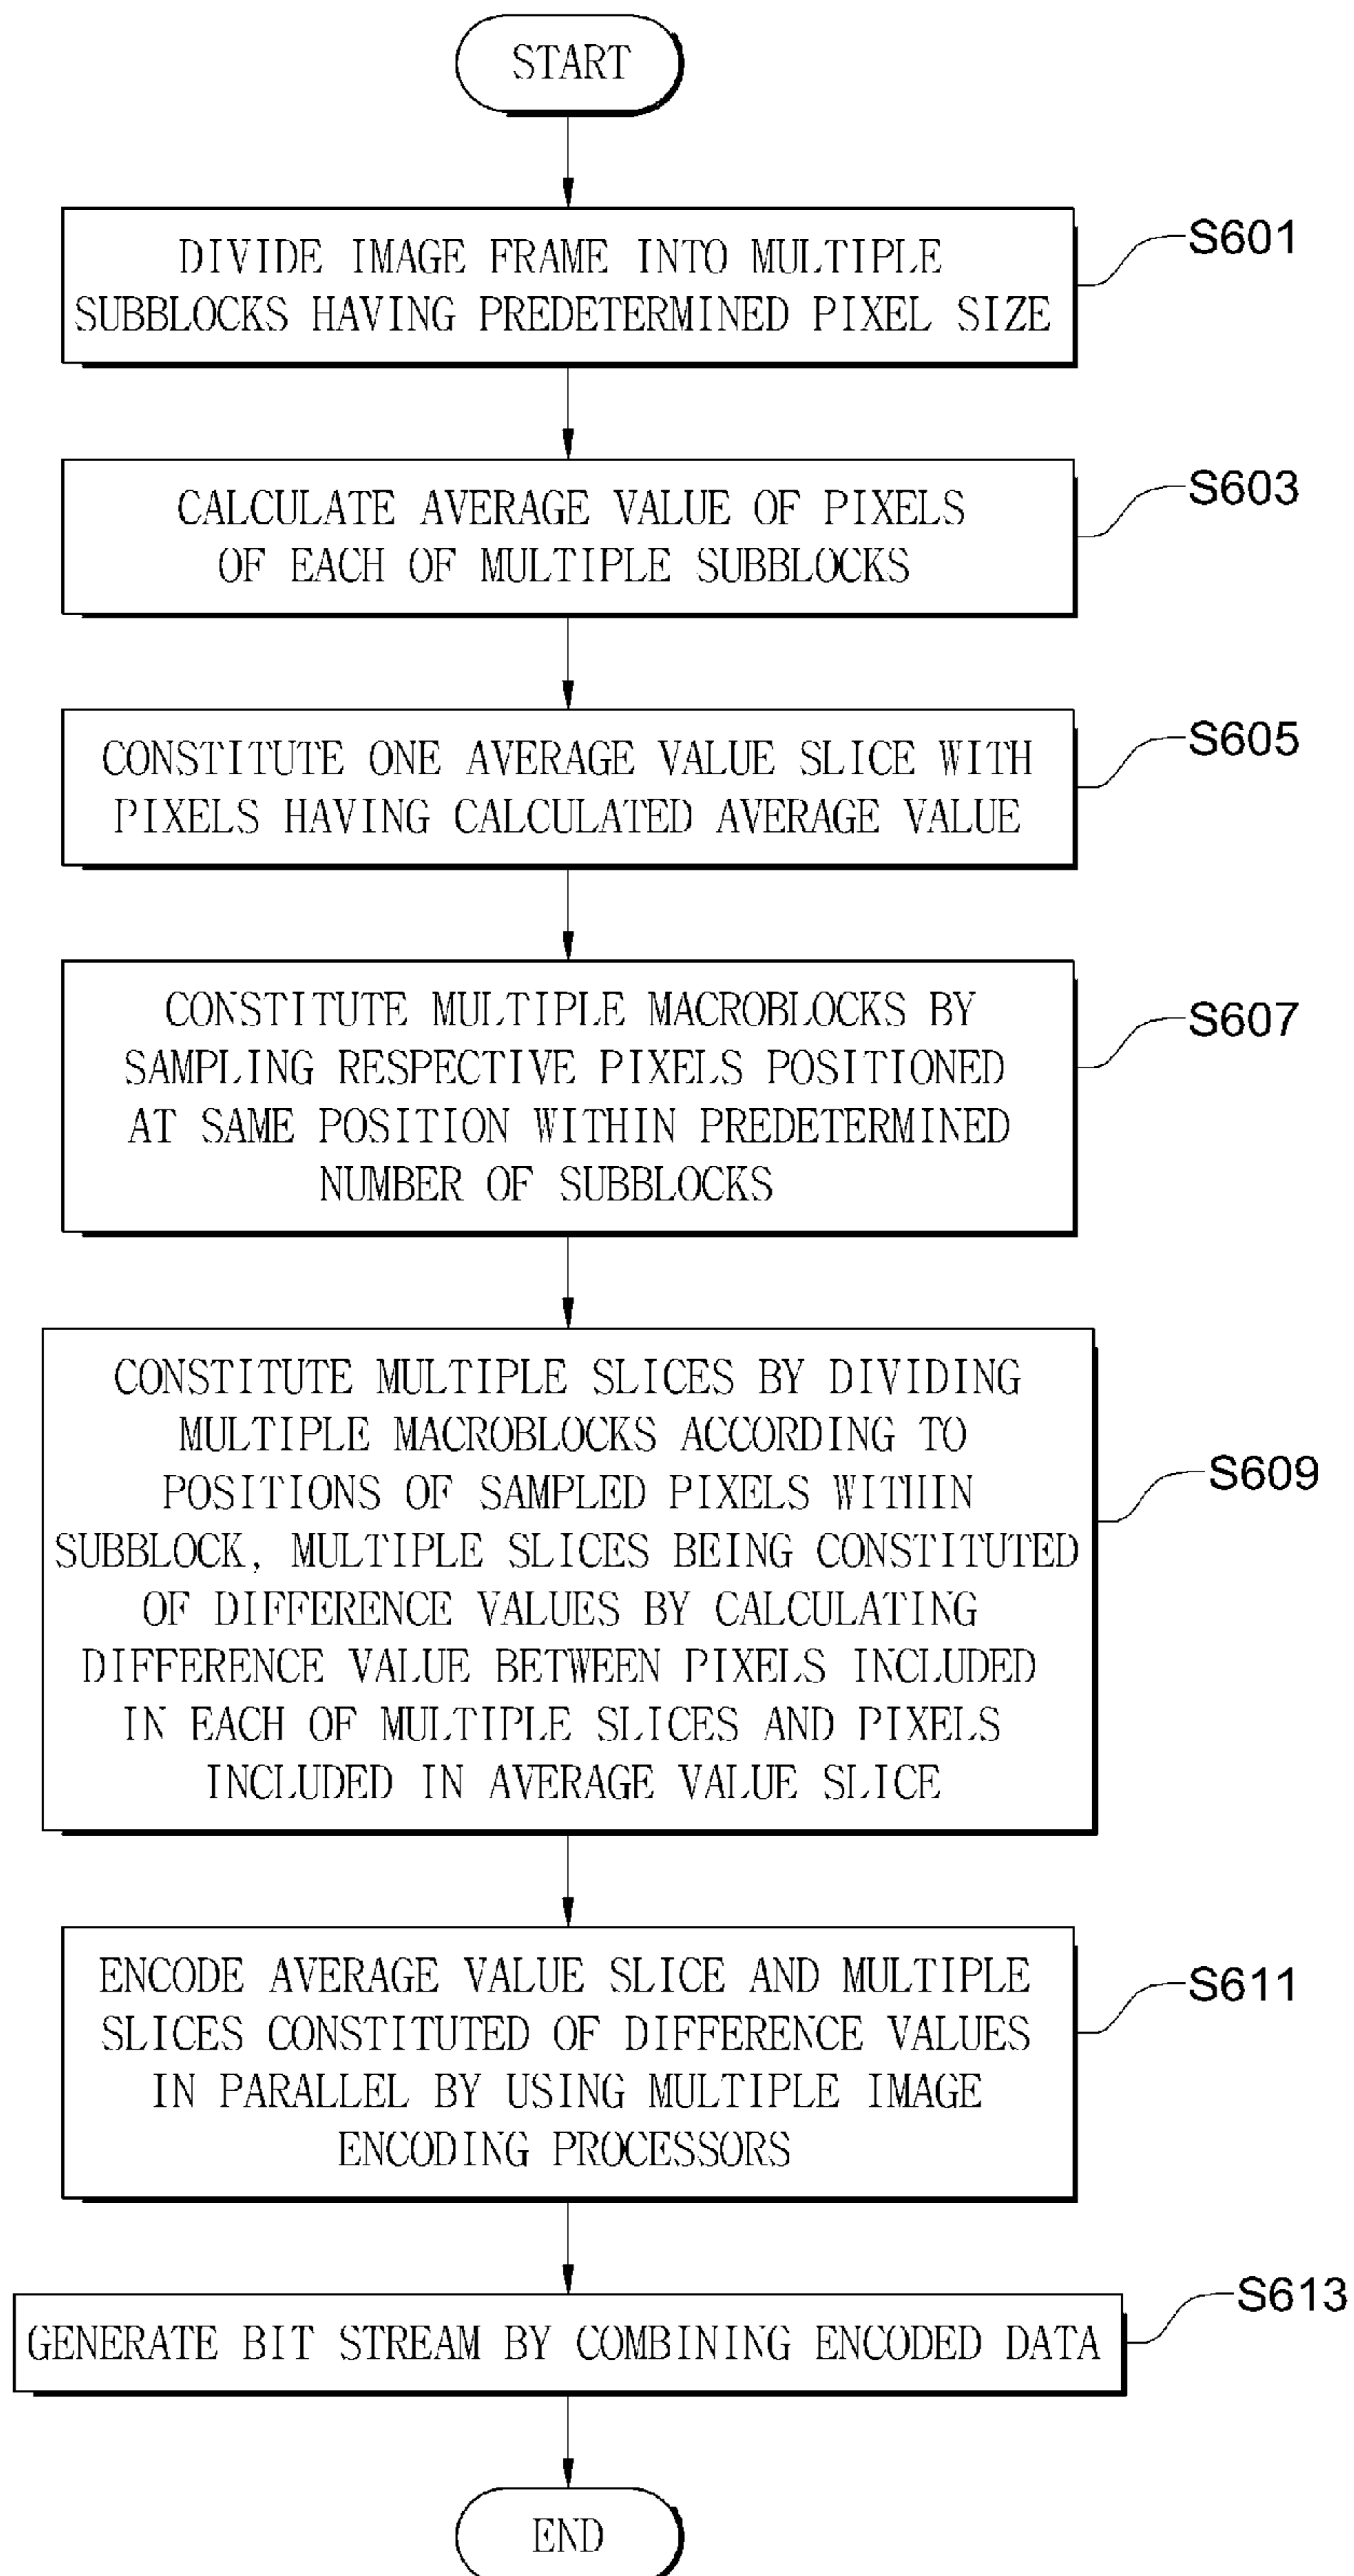 START
DIVIDE IMAGE FRAME INTO MULTIPLE
SUBBLOCKS HAVING PREDETERMINED PIXEL SIZE
S601
CALCULATE AVERAGE VALUE OF PIXELS
OF EACH OF MULTIPLE SUBBLOCKS
S603
CONSTITUTE ONE AVERAGE VALUE SLICE WITH
PIXELS HAVING CALCULATED AVERAGE VALUE
S605
CONSTITUTE MULTIPLE MACROBLOCKS BY
SAMPLING RESPECTIVE PIXELS POSITIONED
AT SAME POSITION WITHIN PREDETERMINED
NUMBER OF SUBBLOCKS
S607
CONSTITUTE MULTIPLE SLICES BY DIVIDING
MULTIPLE MACROBLOCKS ACCORDING TO
POSITIONS OF SAMPLED PIXELS WITHIN
SUBBLOCK, MULTIPLE SLICES BEING CONSTITUTED
OF DIFFERENCE VALUES BY CALCULATING
DIFFERENCE VALUE BETWEEN PIXELS INCLUDED
IN EACH OF MULTIPLE SLICES AND PIXELS
INCLUDED IN AVERAGE VALUE SLICE
S609
ENCODE AVERAGE VALUE SLICE AND MULTIPLE
SLICES CONSTITUTED OF DIFFERENCE VALUES
IN PARALLEL BY USING MULTIPLE IMAGE
ENCODING PROCESSORS
S611
GENERATE BIT STREAM BY COMBINING ENCODED DATA
S613
END